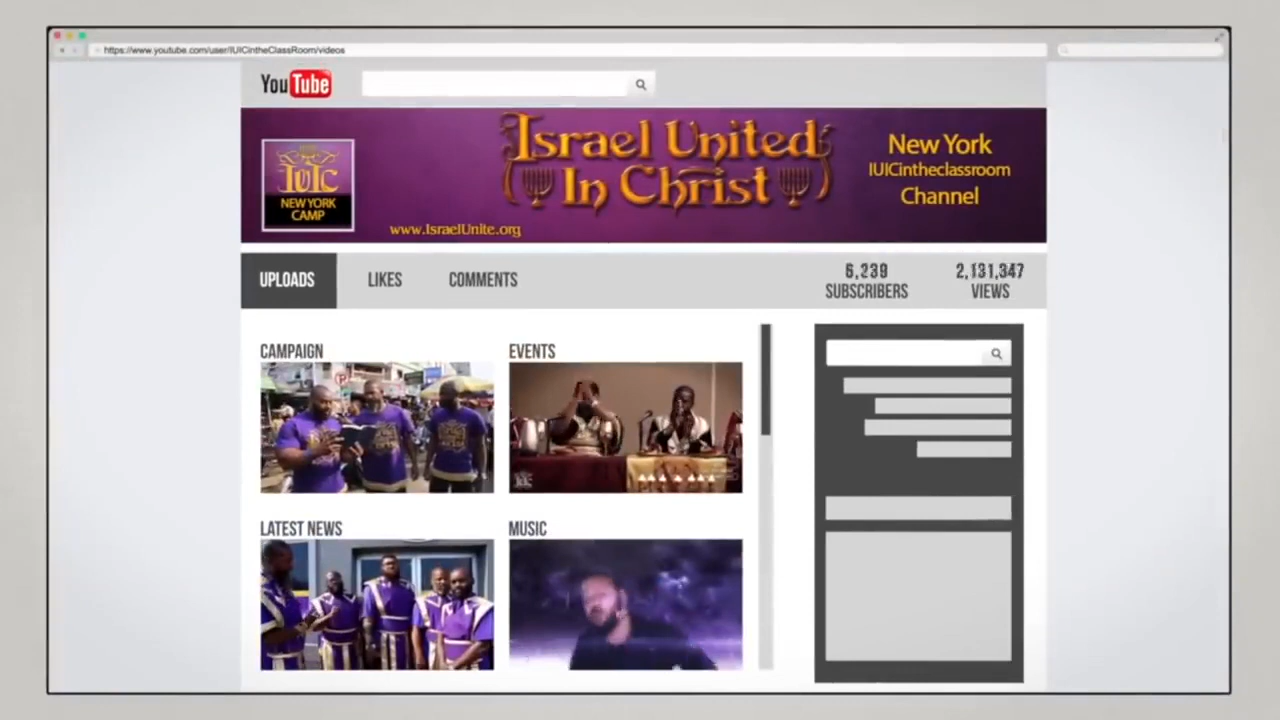 https://www.youtube.com/user/IUICintheClassRoom/videos
YouTube
Israel United
In Christ
IUIC
NEW YORK
CAMP
www.IsraelUnite.org
New York
IUICintheclassroom
Channel
UPLOADS
LIKES
COMMENTS
6,239
SUBSCRIBERS
2,131,347
VIEWS
CAMPAIGN
EVENTS
LATEST NEWS
MUSIC